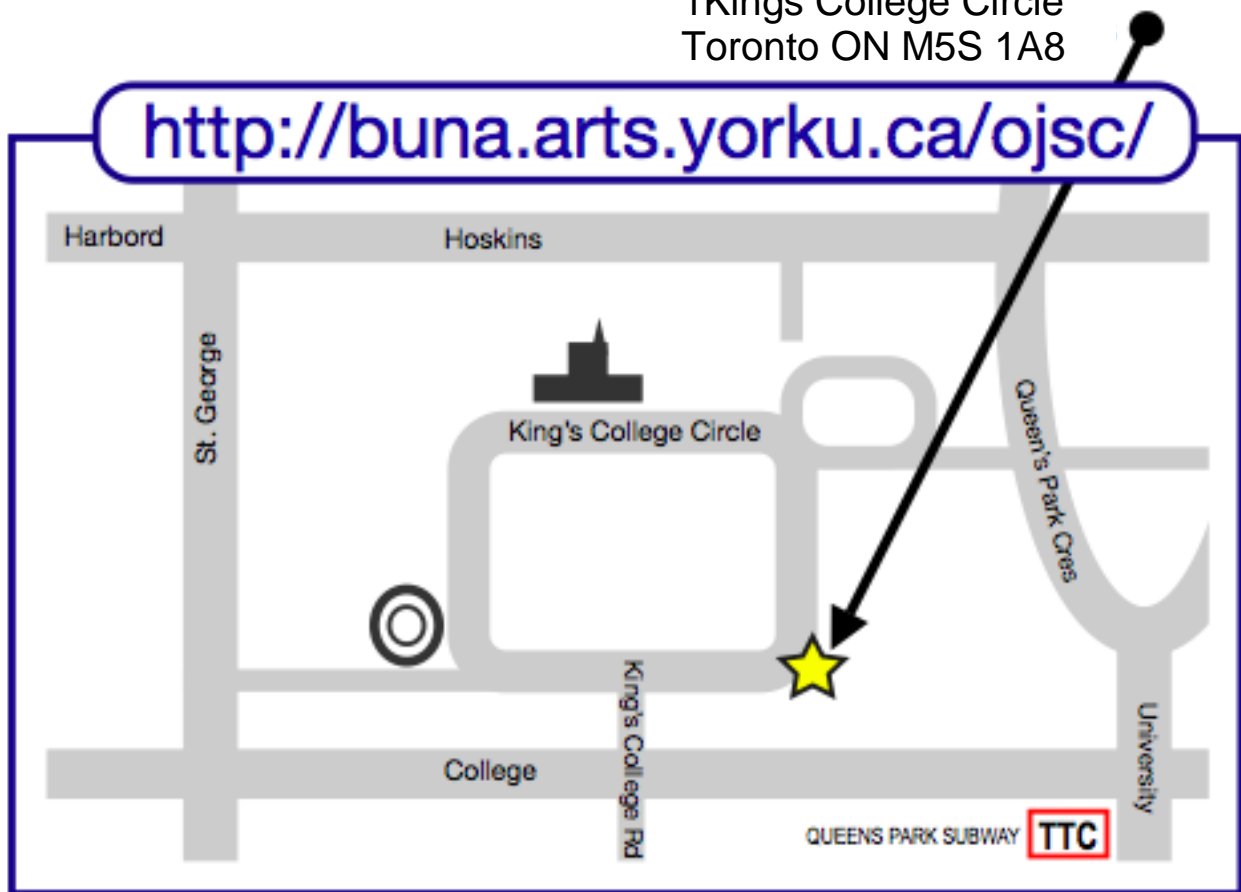 1Kings College Circle
Toronto ON M5S 1A8
http://buna.arts.yorku.ca/ojsc/
Harbord
Hoskins
St. George
King's College Circle
Queen's Park Cres
King's College Rd
University
College
QUEENS PARK SUBWAY TTC